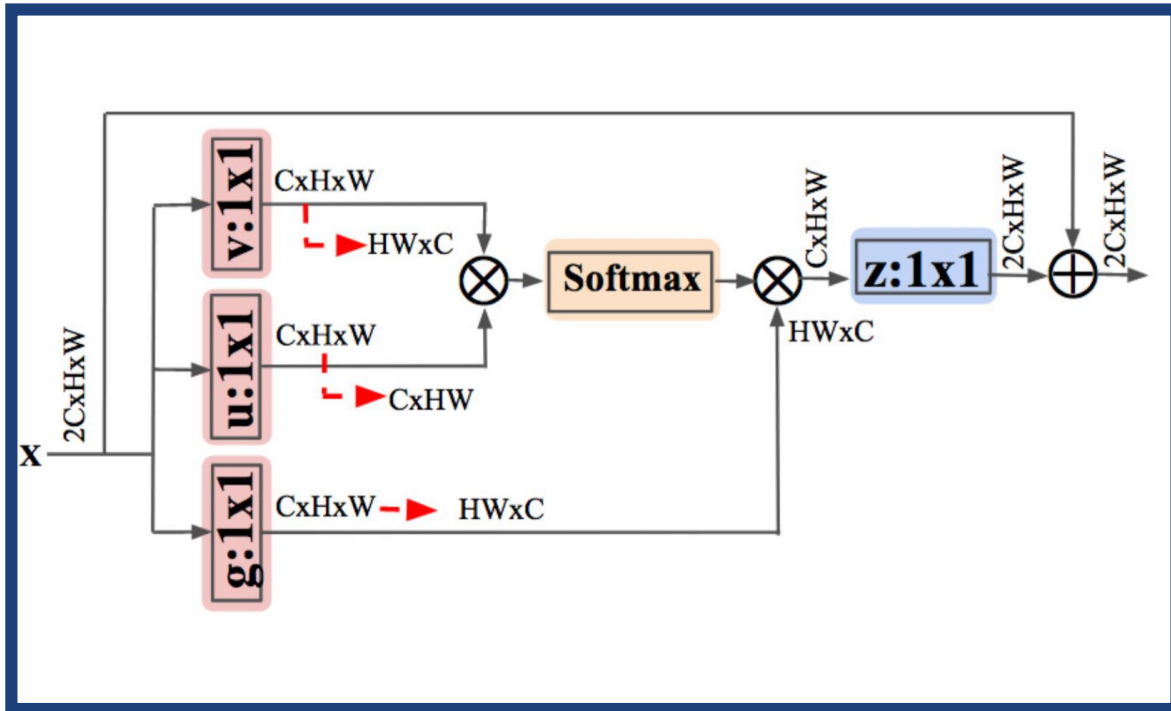 X
2CxHxW
v:1x1
CxHxW
HWxC
u:1x1
CxHxW
CxHW
g:1x1
CxHxW
HWxC
Softmax
HWxC
CxHxW
z:1x1
2CxHxW
2CxHxW